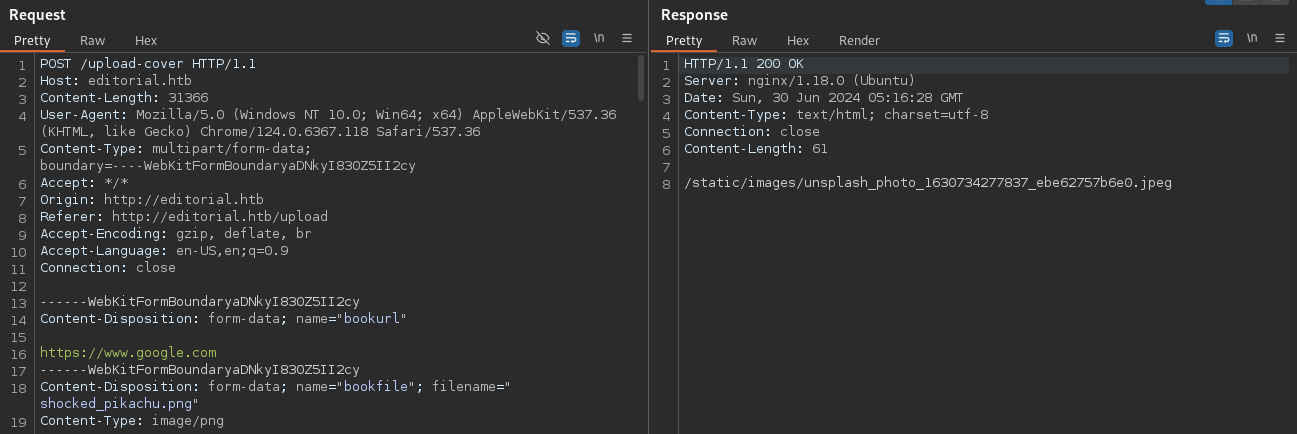 Request
Pretty Raw Hex \n
1 POST /upload-cover HTTP/1.1
2 Host: editorial.htb
3 Content-Length: 31366
4 User-Agent: Mozilla/5.0 (Windows NT 10.0; Win64; x64) AppleWebKit/537.36
(KHTML, like Gecko) Chrome/124.0.6367.118 Safari/537.36
5 Content-Type: multipart/form-data;
boundary=----WebKitFormBoundaryaDNkyI830Z5II2cy
6 Accept: */*
7 Origin: http://editorial.htb
8 Referer: http://editorial.htb/upload
9 Accept-Encoding: gzip, deflate, br
10 Accept-Language: en-US,en;q=0.9
11 Connection: close
12
13 ------WebKitFormBoundaryaDNkyI830Z5II2cy
14 Content-Disposition: form-data; name="bookurl"
15
16 https://www.google.com
17 ------WebKitFormBoundaryaDNkyI830Z5II2cy
18 Content-Disposition: form-data; name="bookfile"; filename="
shocked_pikachu.png"
19 Content-Type: image/png
Response
Pretty Raw Hex Render \n
1 HTTP/1.1 200 OK
2 Server: nginx/1.18.0 (Ubuntu)
3 Date: Sun, 30 Jun 2024 05:16:28 GMT
4 Content-Type: text/html; charset=utf-8
5 Connection: close
6 Content-Length: 61
7
8 /static/images/unsplash_photo_1630734277837_ebe62757b6e0.jpeg